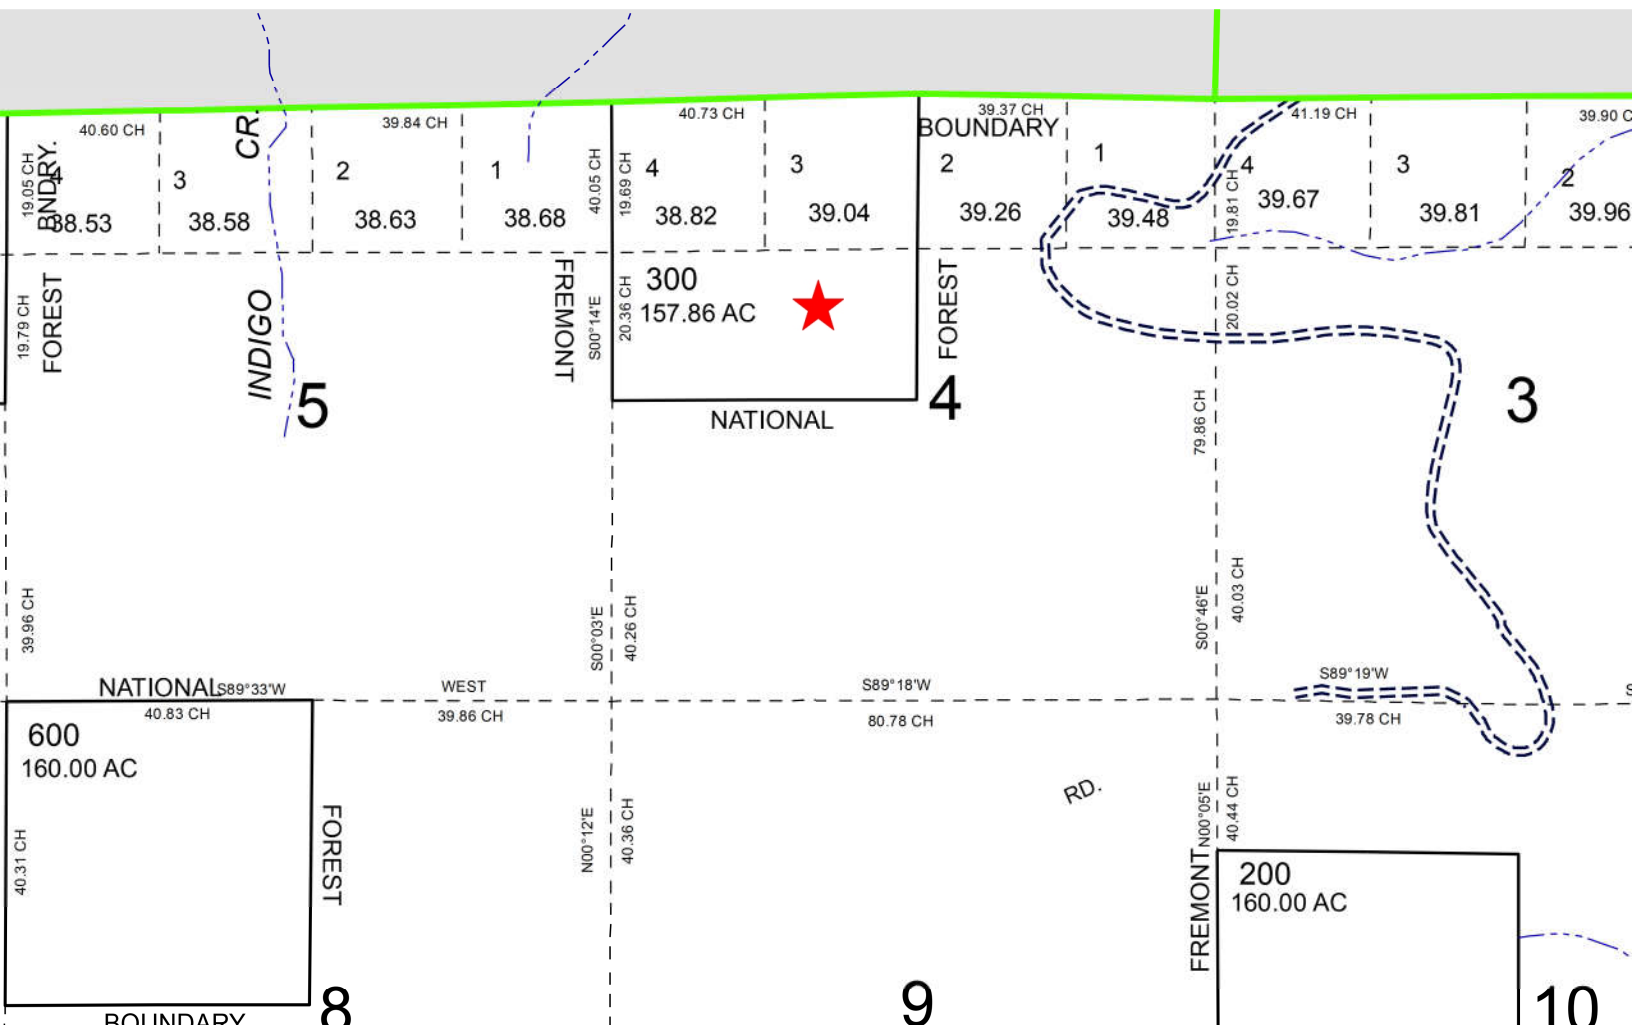 40.60 CH
39.84 CH
40.73 CH
39.37 CH
41.19 CH
BOUNDARY
CR.
INDIGO
19.05 CH
BNDRY.
4
38.53
3
38.58
2
38.63
1
38.68
40.05 CH
19.69 CH
4
38.82
3
39.04
2
39.26
1
39.48
19.81 CH
4
39.67
3
39.81
2
39.96
19.79 CH
FOREST
FREMONT
S00°14'E
20.36 CH
300
157.86 AC
FOREST
20.02 CH
5
NATIONAL
4
79.86 CH
3
39.96 CH
S00°03'E
40.26 CH
S00°46'E
40.03 CH
NATIONAL
S89°33'W
WEST
S89°18'W
S89°19'W
40.83 CH
39.86 CH
80.78 CH
39.78 CH
600
160.00 AC
40.31 CH
FOREST
N00°12'E
40.36 CH
RD.
N00°05'E
40.44 CH
FREMONT
200
160.00 AC
8
BOUNDARY
9
10